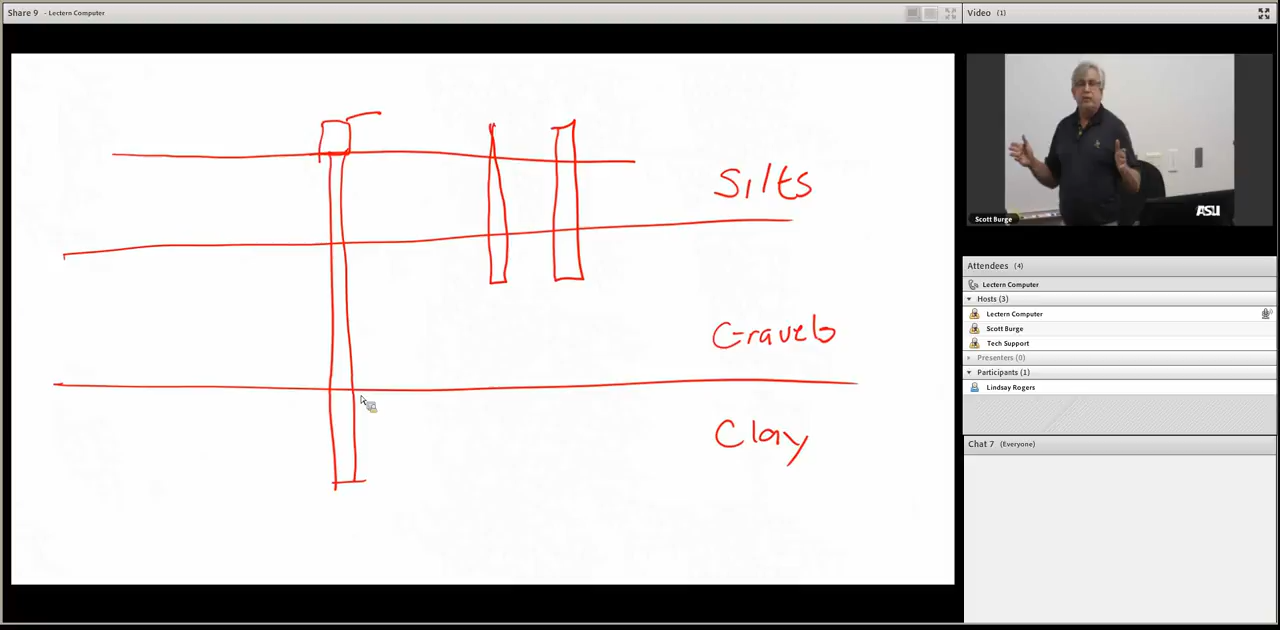 Share 9 - Lectern Computer
Silts
Gravels
Clay
Video (1)
Scott Burge
ASU
Attendees (4)
Lectern Computer
Hosts (3)
Lectern Computer
Scott Burge
Tech Support
Presenters (0)
Participants (1)
Lindsay Rogers
Chat 7 (Everyone)